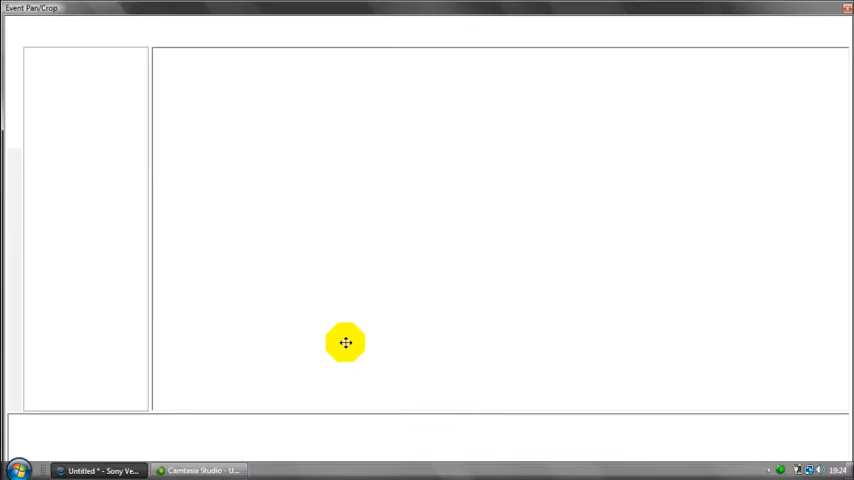 Event Pan/Crop
Untitled * - Sony Ve...
Camtasia Studio - U...
19:24